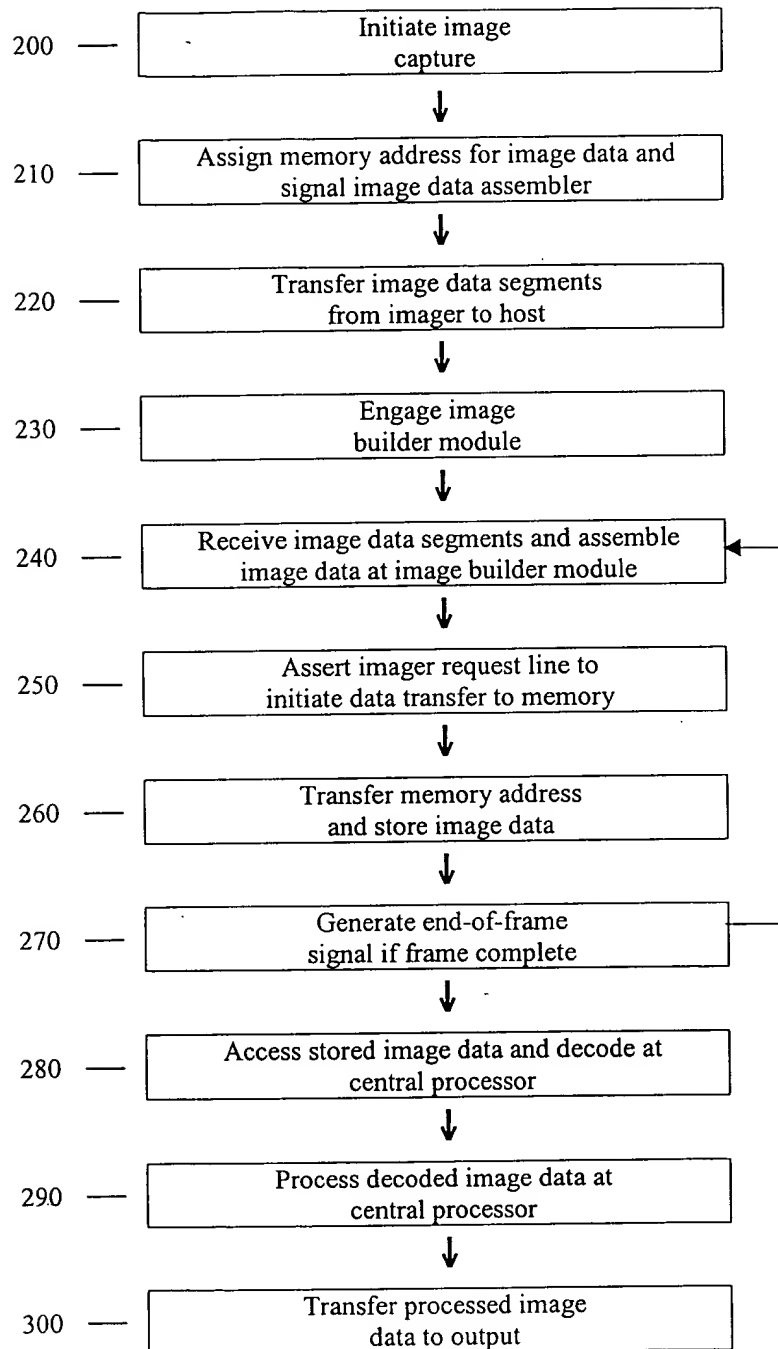 200
Initiate image
capture
210
Assign memory address for image data and
signal image data assembler
220
Transfer image data segments
from imager to host
230
Engage image
builder module
240
Receive image data segments and assemble
image data at image builder module
250
Assert imager request line to
initiate data transfer to memory
260
Transfer memory address
and store image data
270
Generate end-of-frame
signal if frame complete
280
Access stored image data and decode at
central processor
290
Process decoded image data at
central processor
300
Transfer processed image
data to output